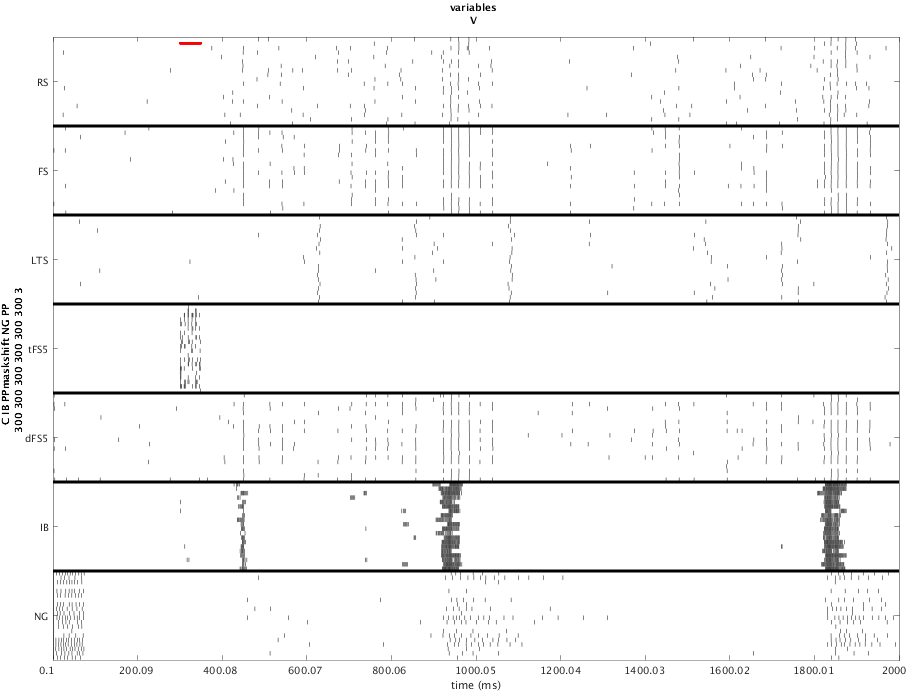 variables
V
C IB PPmaskshift NG PP
300 300 300 300 300 300 3
RS
FS
LTS
tFS5
dFS5
IB
NG
0.1 200.09 400.08 600.07 800.06 1000.05 1200.04 1400.03 1600.02 1800.01 2000
time (ms)